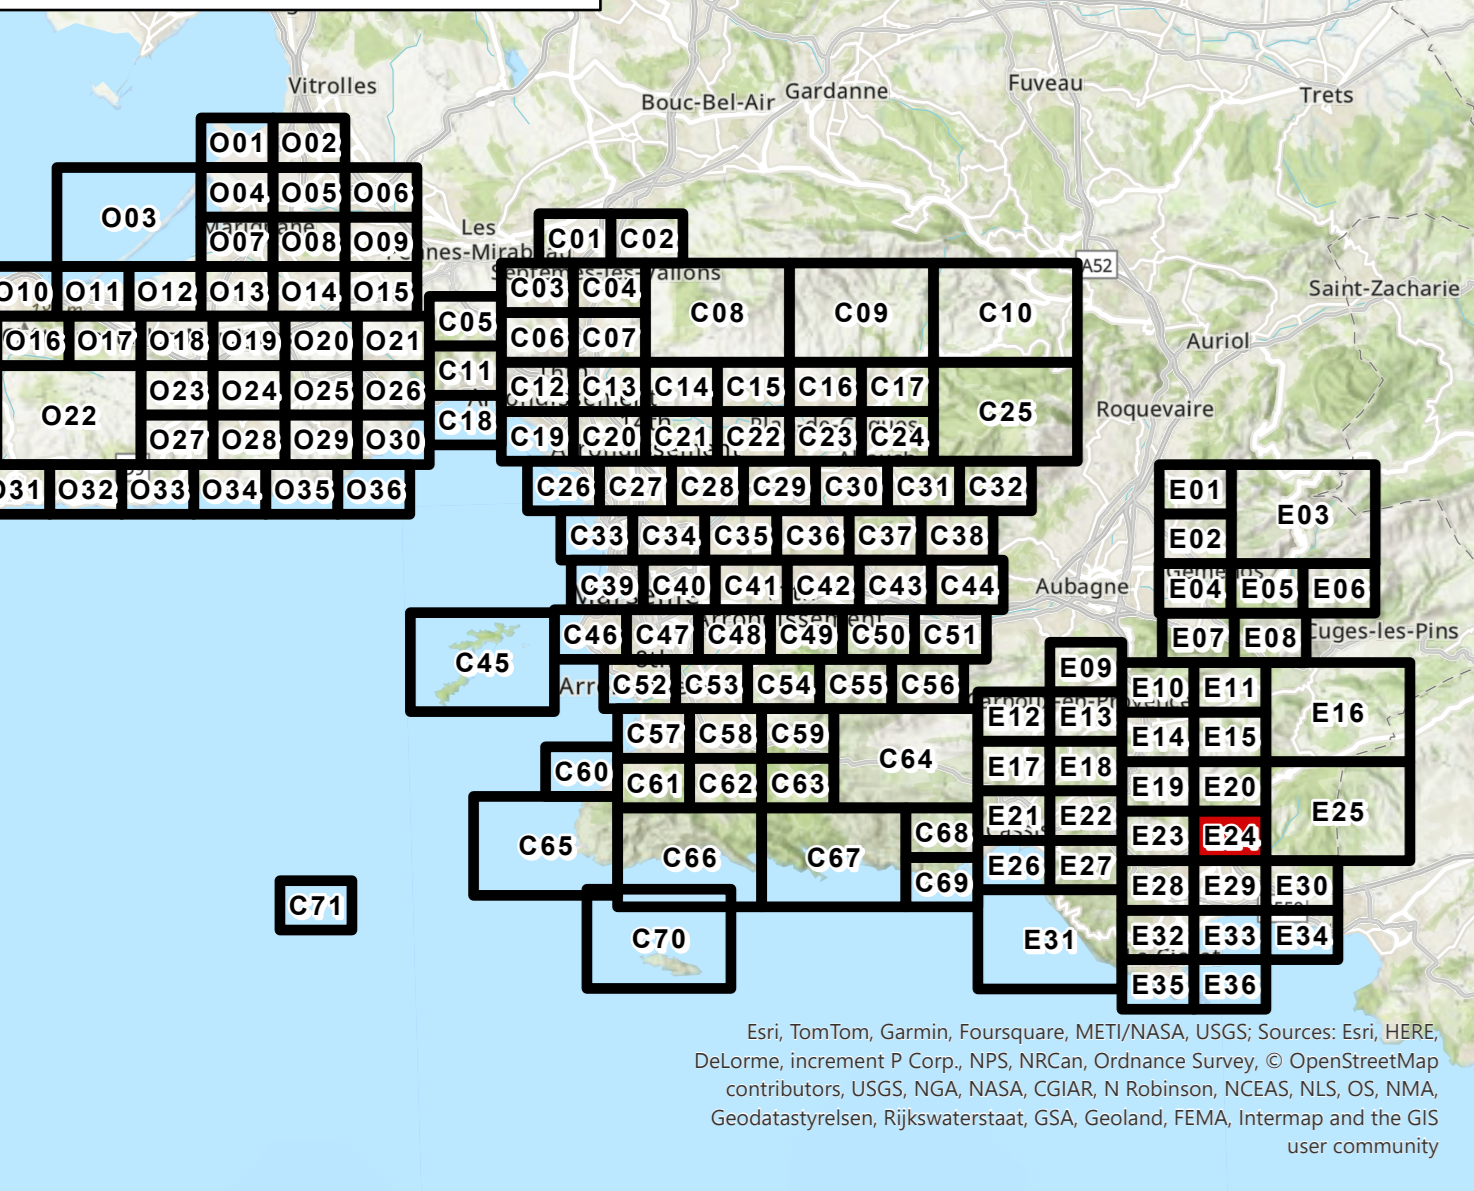 Vitrolles
Bouc-Bel-Air
Gardanne
Fuveau
Trets
O01 O02
O04 O05 O06
O03
Les
O07 O08 O09
C01 C02
A52
O10 O11 O12 O13 O14 O15
C03 C04
Saint-Zacharie
C05
C08 C09 C10
O16 O17 O18 O19 O20 O21
C06 C07
Auriol
C11
O23 O24 O25 O26
C12 C13 C14 C15 C16 C17
O22
C18
C25
Roquevaire
O27 O28 O29 O30
C19 C20 C21 C22 C23 C24
O31 O32 O33 O34 O35 O36
C26 C27 C28 C29 C30 C31 C32
E01
E03
C33 C34 C35 C36 C37 C38
E02
C39 C40 C41 C42 C43 C44
Aubagne
E04 E05 E06
C46 C47 C48 C49 C50 C51
E07 E08
Cuges-les-Pins
C45
E09
C52 C53 C54 C55 C56
E10 E11
E12 E13
E16
C57 C58 C59
E14 E15
C64
C60
E17 E18
C61 C62 C63
E19 E20
E21 E22
E25
C68
E23 E24
C65 C66 C67
E26 E27
C69
E28 E29 E30
C71
C70
E31
E32 E33 E34
E35 E36
Esri, TomTom, Garmin, Foursquare, METI/NASA, USGS; Sources: Esri, HERE,
DeLorme, increment P Corp., NPS, NRCan, Ordnance Survey, © OpenStreetMap
contributors, USGS, NGA, NASA, CGIAR, N Robinson, NCEAS, NLS, OS, NMA,
Geodatastyrelsen, Rijkswaterstaat, GSA, Geoland, FEMA, Intermap and the GIS
user community